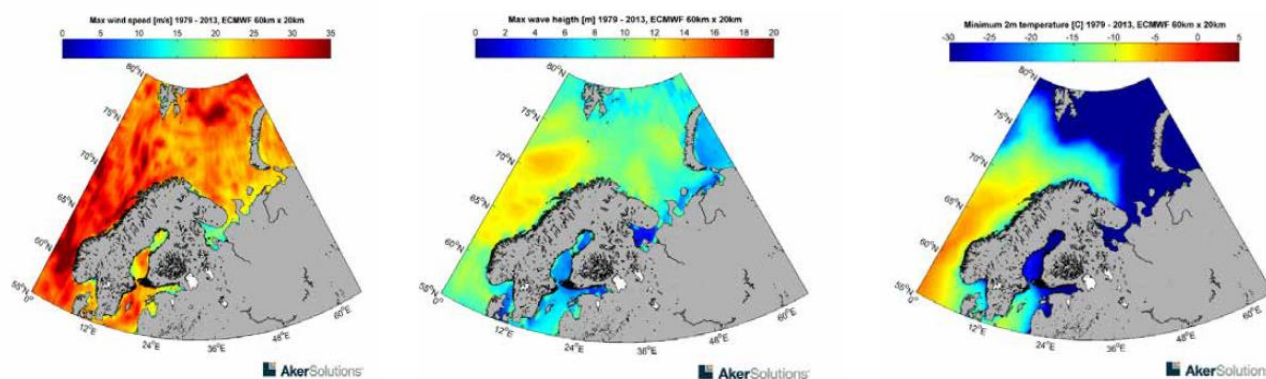 Max wind speed [m/s] 1979 - 2013, ECMWF 60km x 20km
0 5 10 15 20 25 30 35
80°N
75°N
70°N
65°N
60°N
55°N
0°
12°E
24°E
36°E
48°E
60°E
AkerSolutions
Max wave heigth [m] 1979 - 2013, ECMWF 60km x 20km
0 2 4 6 8 10 12 14 16 18 20
80°N
75°N
70°N
65°N
60°N
55°N
0°
12°E
24°E
36°E
48°E
60°E
AkerSolutions
Minimum 2m temperature [C] 1979 - 2013, ECMWF 60km x 20km
-30 -25 -20 -15 -10 -5 0 5
80°N
75°N
70°N
65°N
60°N
55°N
0°
12°E
24°E
36°E
48°E
60°E
AkerSolutions